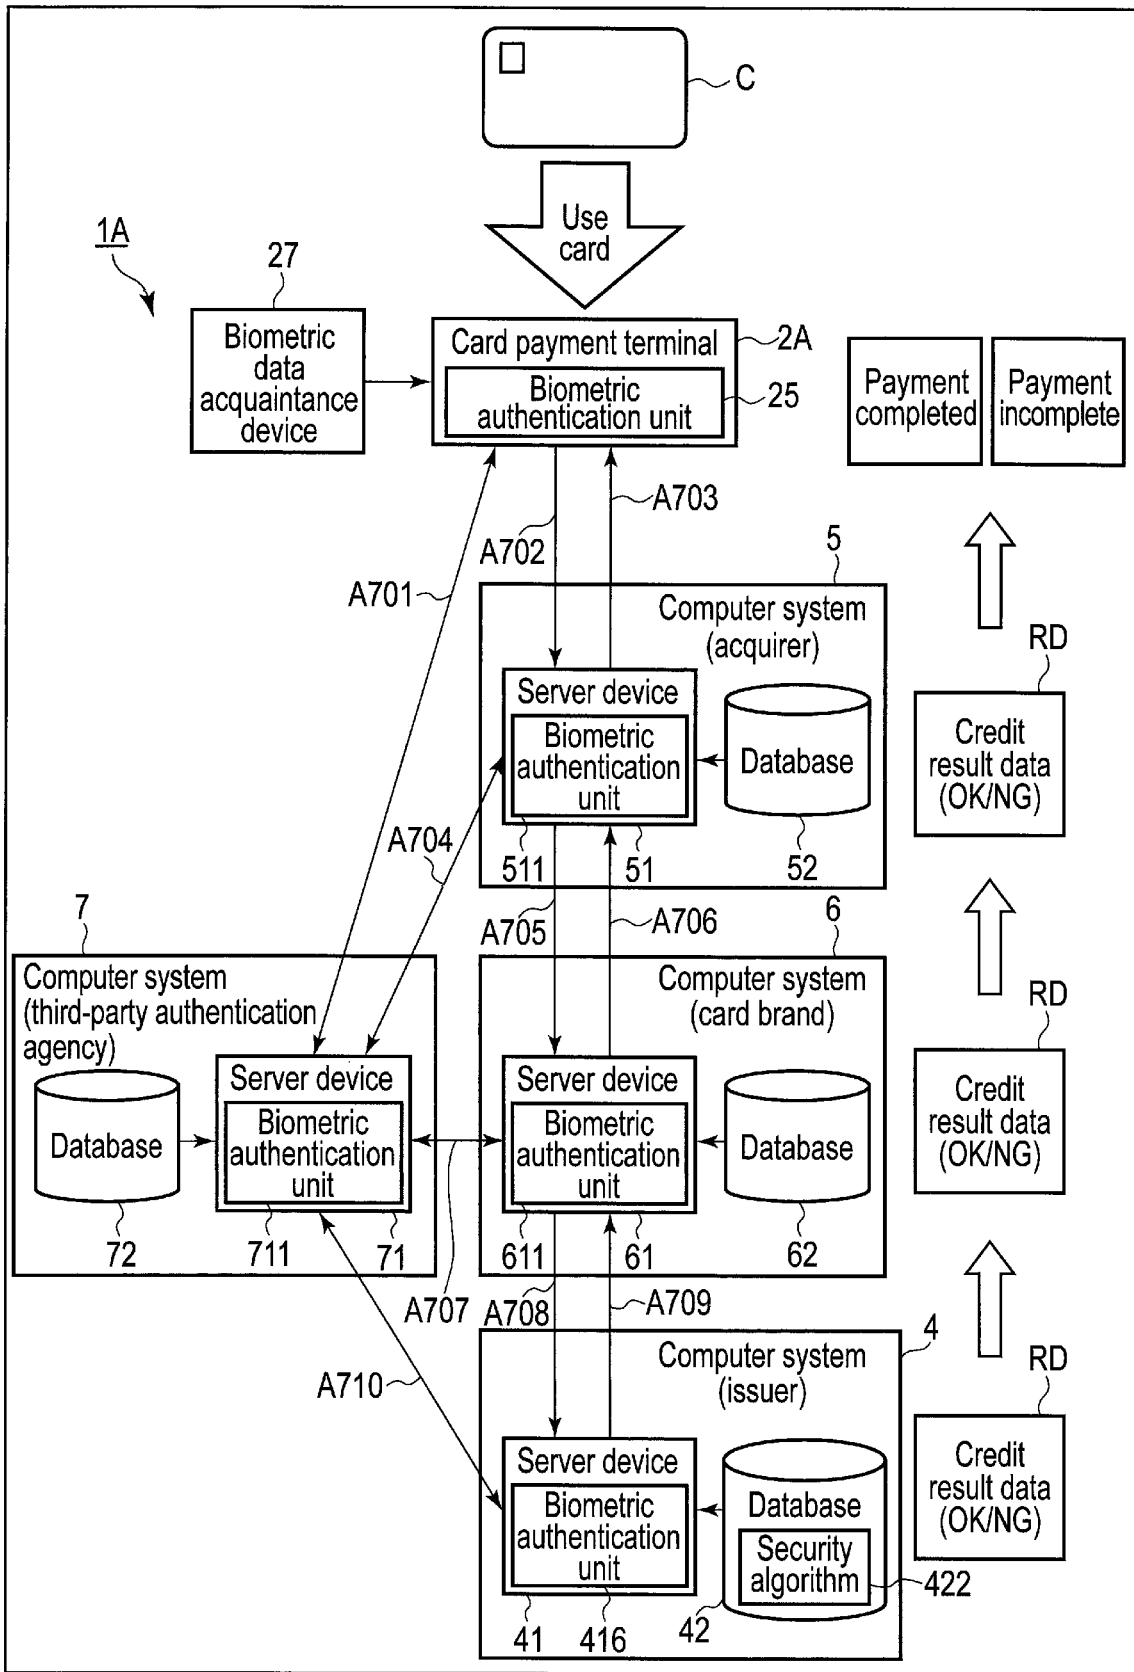 C
Use
card
1A
27
Biometric
data
acquaintance
device
Card payment terminal
2A
Biometric
authentication unit
25
Payment
completed
Payment
incomplete
A701
A702
A703
5
Computer system
(acquirer)
Server device
Biometric
authentication unit
unit
Database
511
51
52
RD
Credit
result data
(OK/NG)
A704
A705
A706
7
Computer system
(third-party authentication
agency)
Database
Server device
Biometric
authentication unit
unit
72
711
71
A707
6
Computer system
(card brand)
Server device
Biometric
authentication unit
unit
Database
611
61
62
RD
Credit
result data
(OK/NG)
A708
A709
A710
4
Computer system
(issuer)
Server device
Biometric
authentication unit
unit
Database
Security
algorithm
422
41
416
42
RD
Credit
result data
(OK/NG)